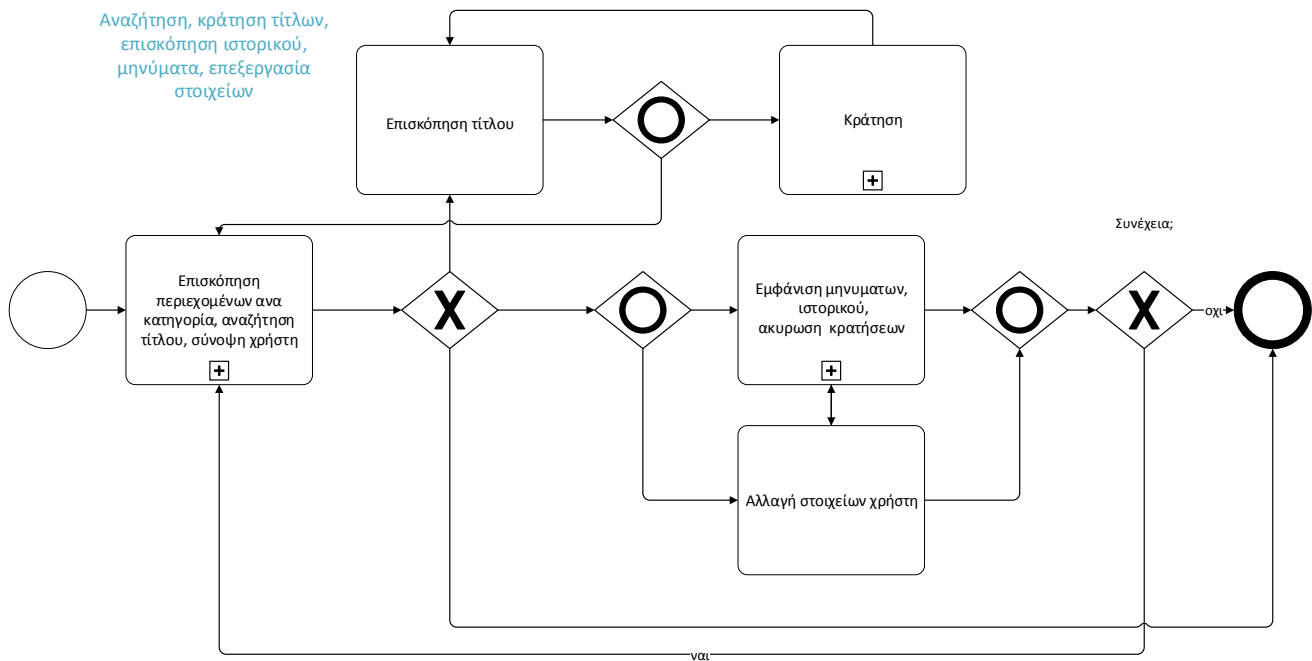 Αναζήτηση, κράτηση τίτλων,
επισκόπηση ιστορικού,
μηνύματα, επεξεργασία
στοιχείων
Επισκόπηση τίτλου
Κράτηση
Συνέχεια;
Επισκόπηση
περιεχομένων ανα
κατηγορία, αναζήτηση
τίτλου, σύνοψη χρήστη
X
Εμφάνιση μηνυματων,
ιστορικού,
ακυρωση κρατήσεων
X
οχι
Αλλαγή στοιχείων χρήστη
ναι